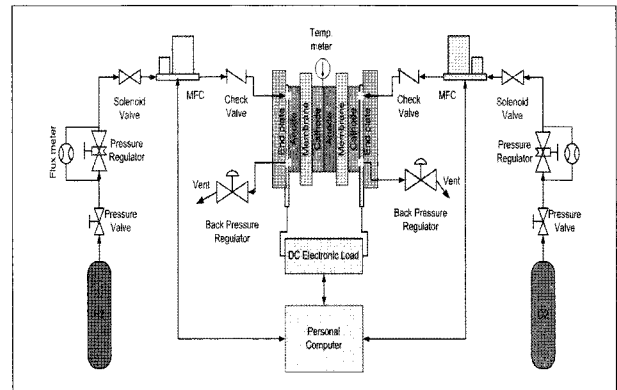 Temp.
meter
MFC
Solenoid
Valve
Check
Valve
End plate
Anode
Membrane
Cathode
Anode
Membrane
Cathode
End plate
Check
Valve
MFC
Solenoid
Valve
Flux meter
Pressure
Regulator
Pressure
Regulator
Vent
Back Pressure
Regulator
Vent
Back Pressure
Regulator
Pressure
Valve
Pressure
Valve
DC Electronic Load
Personal
Computer